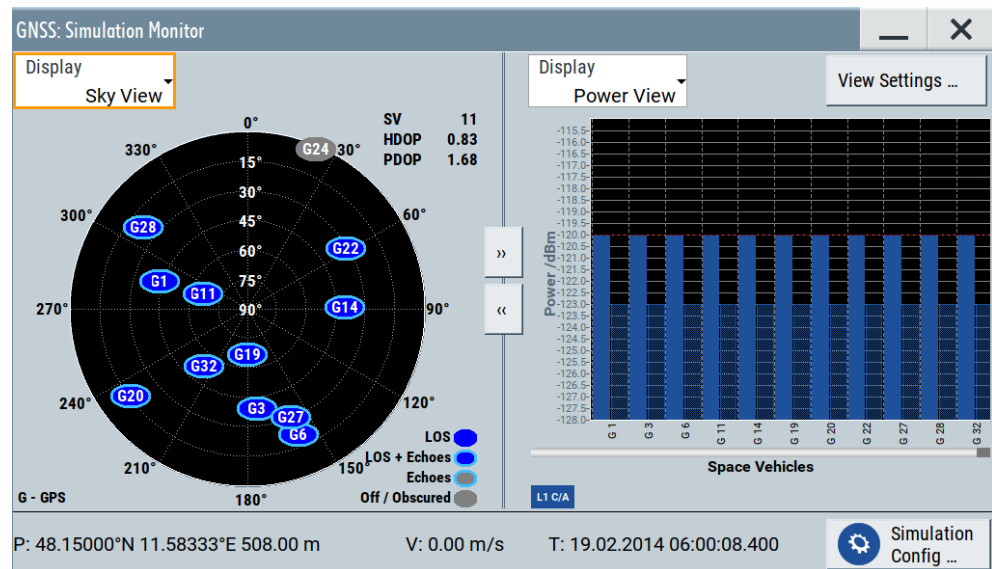 GNSS: Simulation Monitor
Display
Sky View
SV 11
HDOP 0.83
PDOP 1.68
0°
30°
60°
90°
120°
150°
180°
210°
240°
270°
300°
330°
15°
30°
45°
60°
75°
90°
G24
G28
G22
G1
G11
G14
G19
G32
G20
G3
G27
G6
LOS
LOS + Echoes
Echoes
Off / Obscured
G - GPS
››
‹‹
Display
Power View
View Settings ...
Power /dBm
-115.5
-116.0
-116.5
-117.0
-117.5
-118.0
-118.5
-119.0
-119.5
-120.0
-120.5
-121.0
-121.5
-122.0
-122.5
-123.0
-123.5
-124.0
-124.5
-125.0
-125.5
-126.0
-126.5
-127.0
-127.5
-128.0
G 1
G 3
G 6
G 11
G 14
G 19
G 20
G 22
G 27
G 28
G 32
Space Vehicles
L1 C/A
P: 48.15000°N 11.58333°E 508.00 m
V: 0.00 m/s
T: 19.02.2014 06:00:08.400
Simulation
Config ...